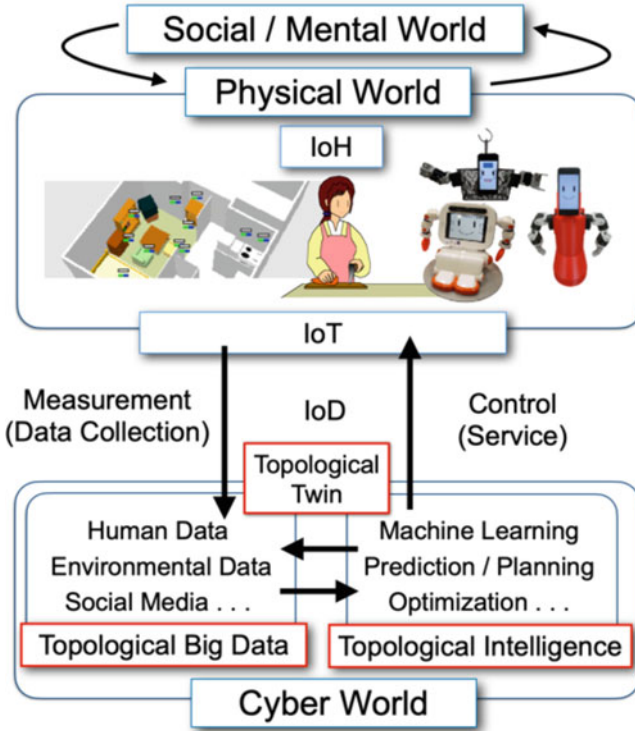 Social / Mental World
Physical World
IoH
IoT
Measurement
(Data Collection)
IoD
Control
(Service)
Topological
Twin
Human Data
Environmental Data
Social Media . . .
Machine Learning
Prediction / Planning
Optimization . . .
Topological Big Data
Topological Intelligence
Cyber World